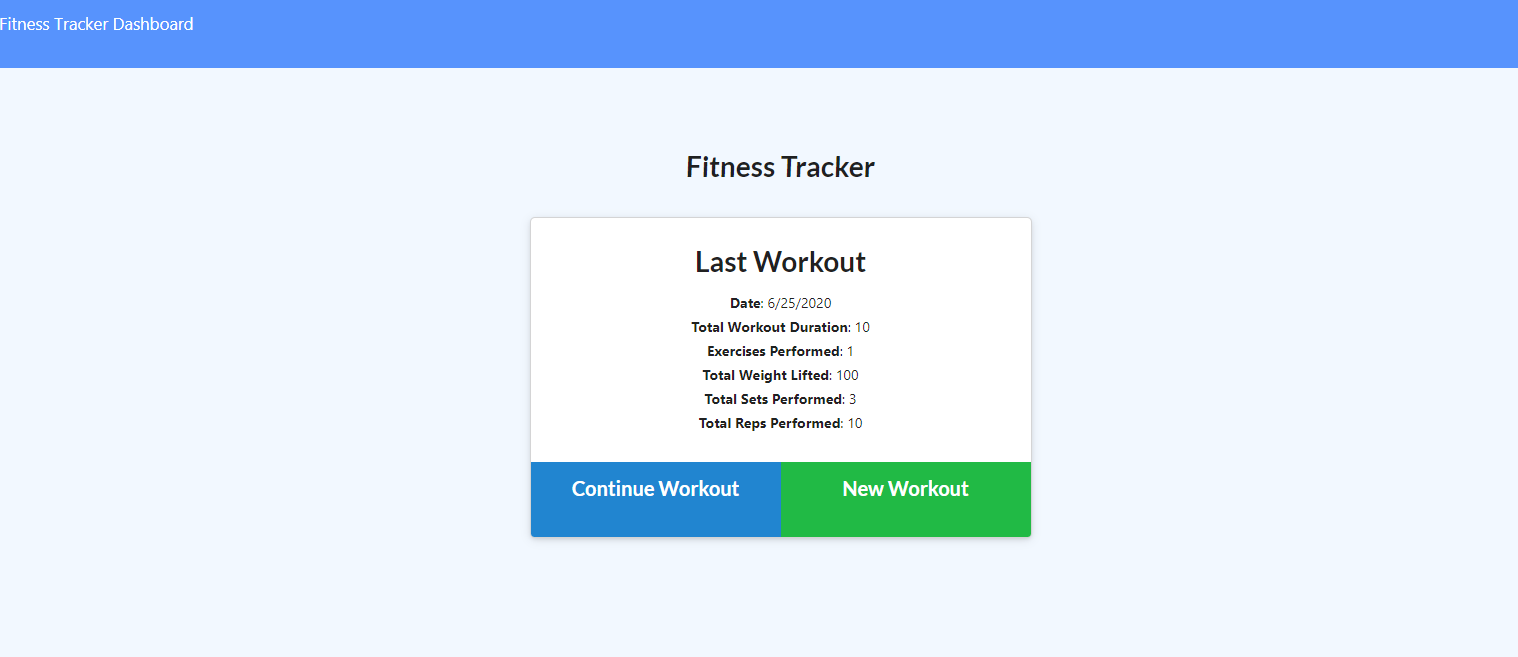 Fitness Tracker Dashboard
Fitness Tracker
Last Workout
Date: 6/25/2020
Total Workout Duration: 10
Exercises Performed: 1
Total Weight Lifted: 100
Total Sets Performed: 3
Total Reps Performed: 10
Continue Workout New Workout